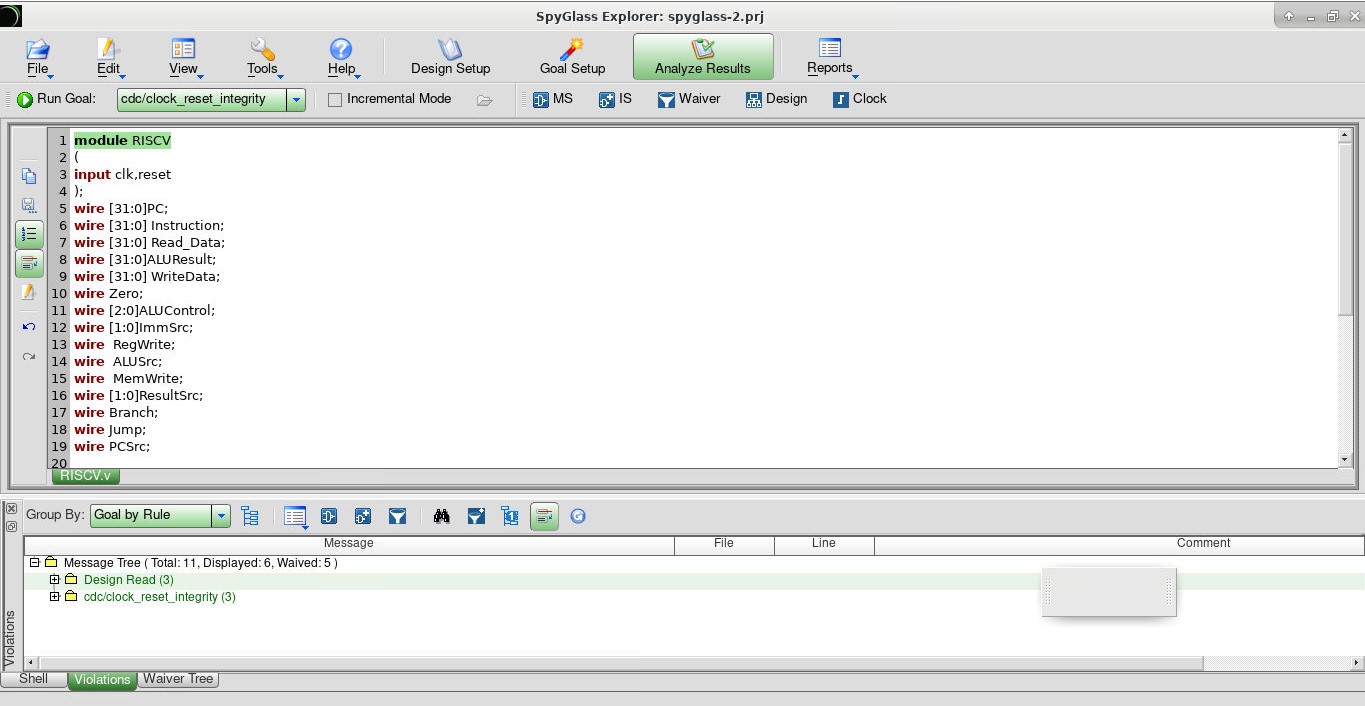 SpyGlass Explorer: spyglass-2.prj
File Edit View Tools Help Design Setup Goal Setup Analyze Results Reports
Run Goal: cdc/clock_reset_integrity Incremental Mode MS IS Waiver Design Clock
1 module RISCV
2 (
3 input clk,reset
4 );
5 wire [31:0]PC;
6 wire [31:0] Instruction;
7 wire [31:0] Read_Data;
8 wire [31:0]ALUResult;
9 wire [31:0] WriteData;
10 wire Zero;
11 wire [2:0]ALUControl;
12 wire [1:0]ImmSrc;
13 wire  RegWrite;
14 wire  ALUSrc;
15 wire  MemWrite;
16 wire [1:0]ResultSrc;
17 wire Branch;
18 wire Jump;
19 wire PCSrc;
20
RISCV.v
Group By: Goal by Rule
Message File Line Comment
Message Tree ( Total: 11, Displayed: 6, Waived: 5 )
Design Read (3)
cdc/clock_reset_integrity (3)
Violations
Shell Violations Waiver Tree